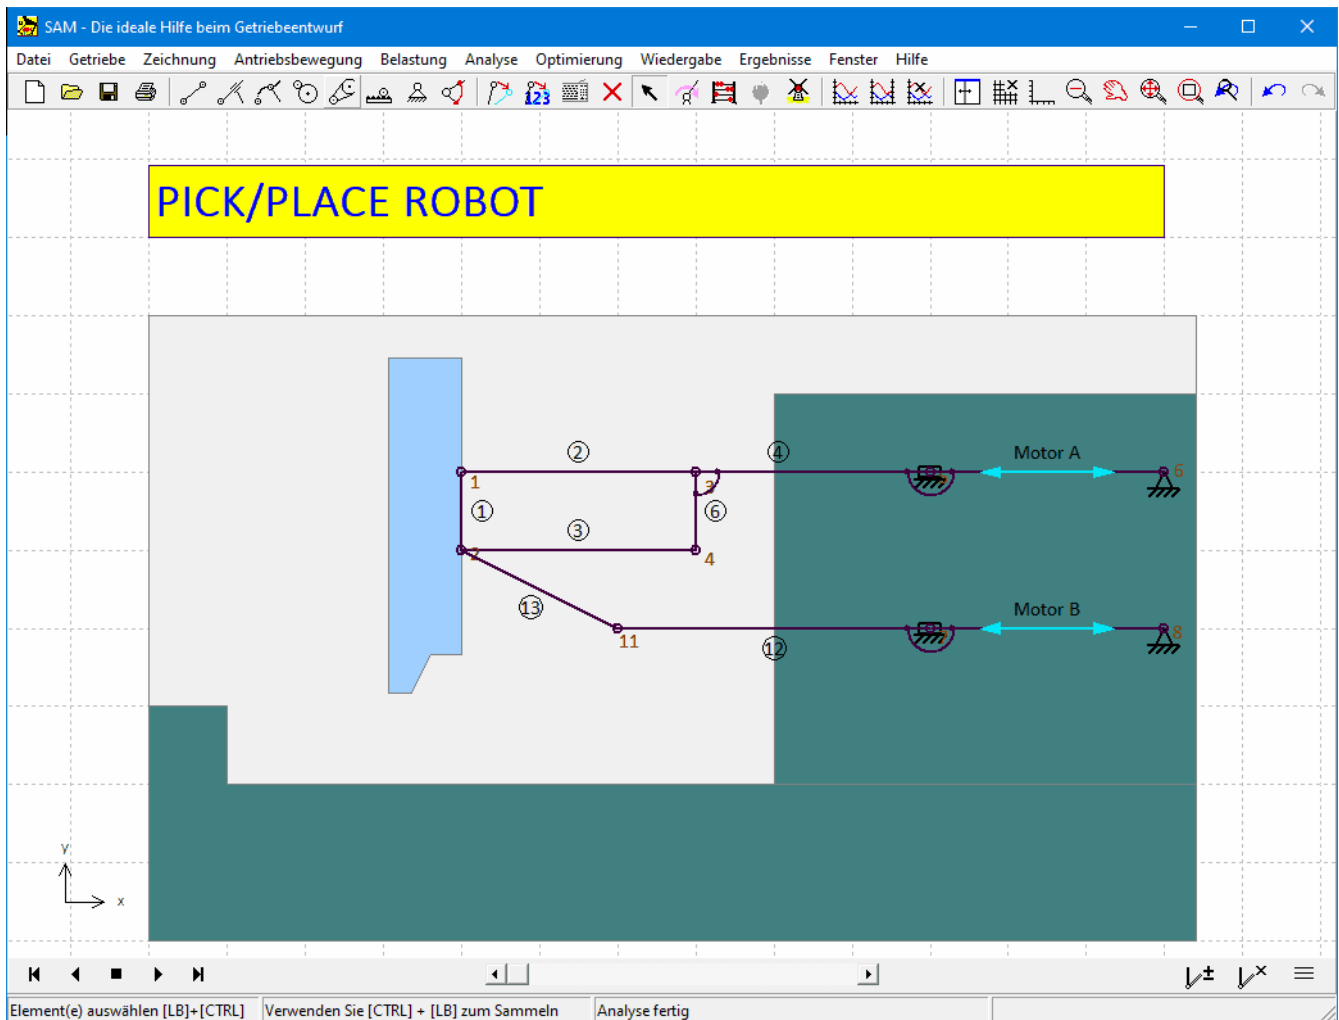 SAM - Die ideale Hilfe beim Getriebeentwurf
Datei Getriebe Zeichnung Antriebsbewegung Belastung Analyse Optimierung Wiedergabe Ergebnisse Fenster Hilfe
123
PICK/PLACE ROBOT
2
4
Motor A
1
3
6
1
6
3
2
4
13
Motor B
11
8
12
y
x
Element(e) auswählen [LB]+[CTRL] Verwenden Sie [CTRL] + [LB] zum Sammeln Analyse fertig